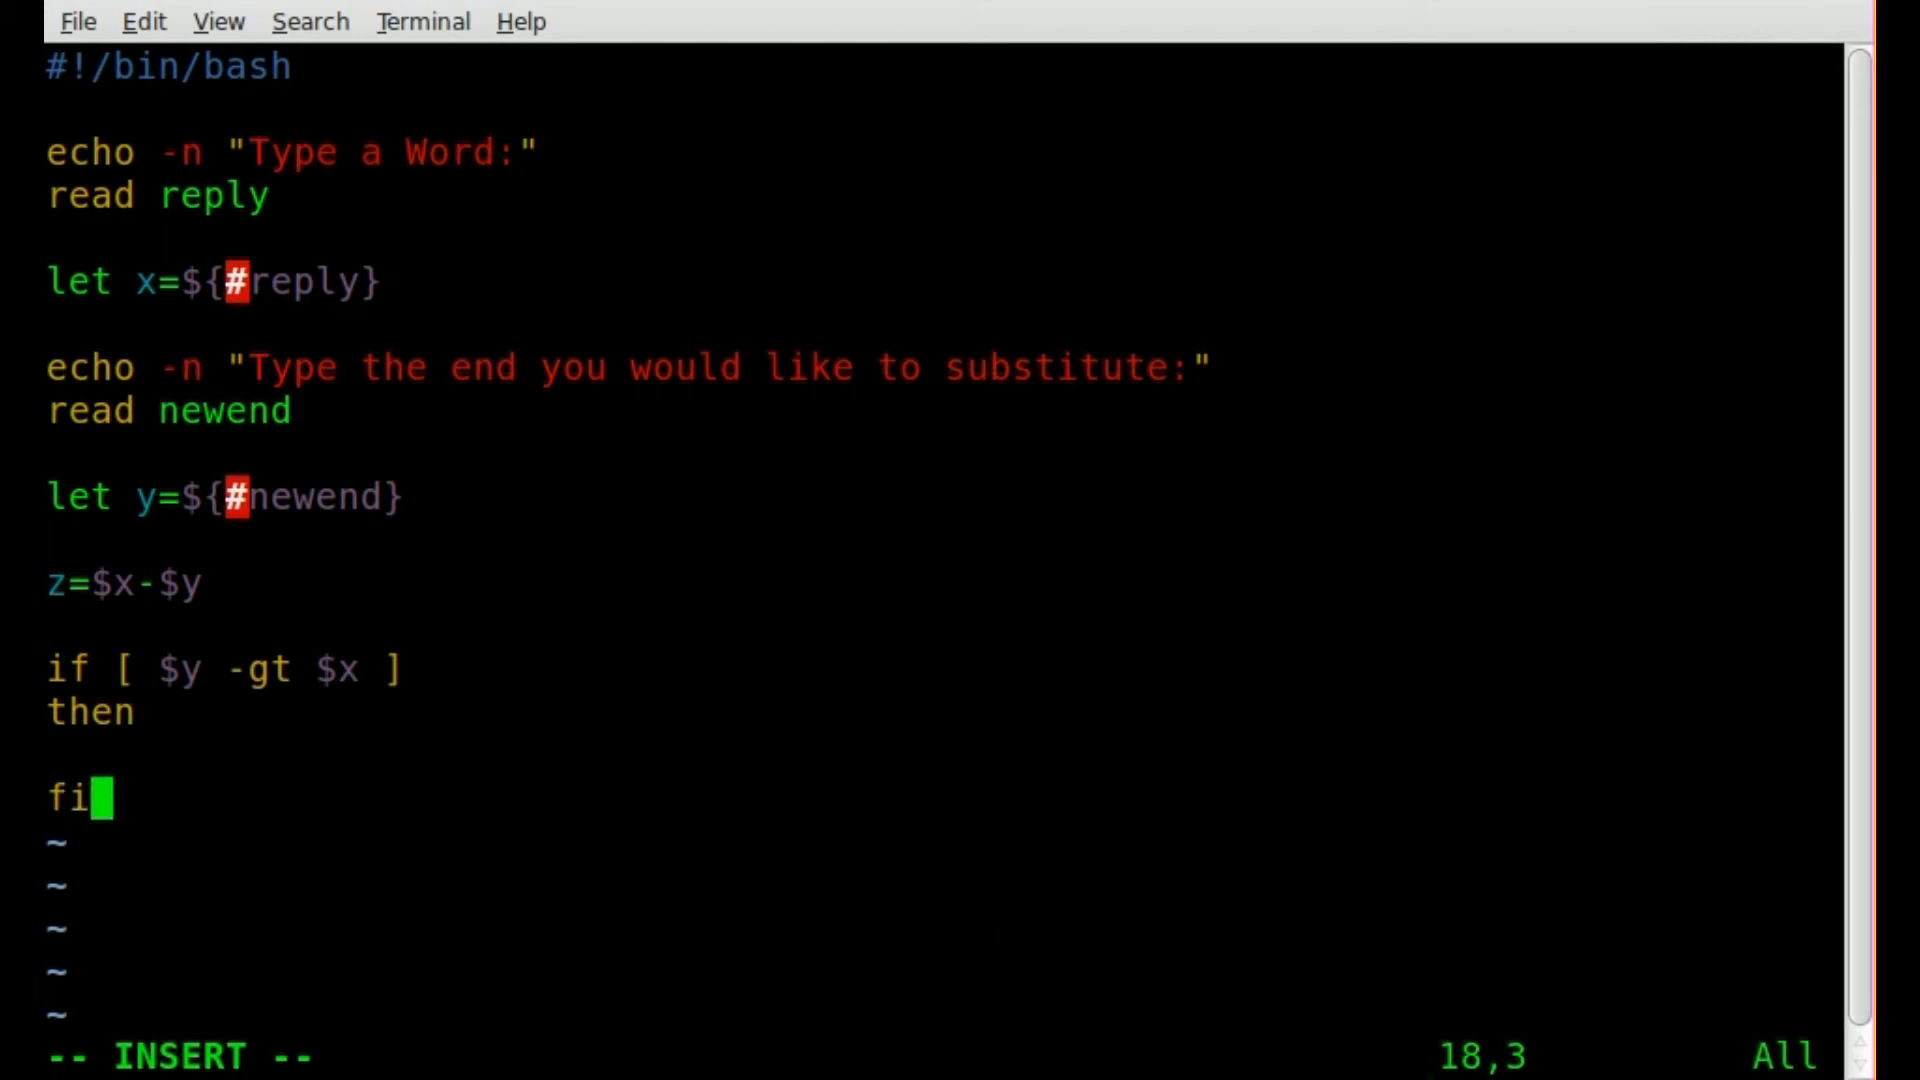 File Edit View Search Terminal Help
#!/bin/bash
echo -n "Type a Word:"
read reply
let x=${#reply}
echo -n "Type the end you would like to substitute:"
read newend
let y=${#newend}
z=$x-$y
if [ $y -gt $x ]
then
fi
~
~
~
~
~
-- INSERT -- 18,3 All